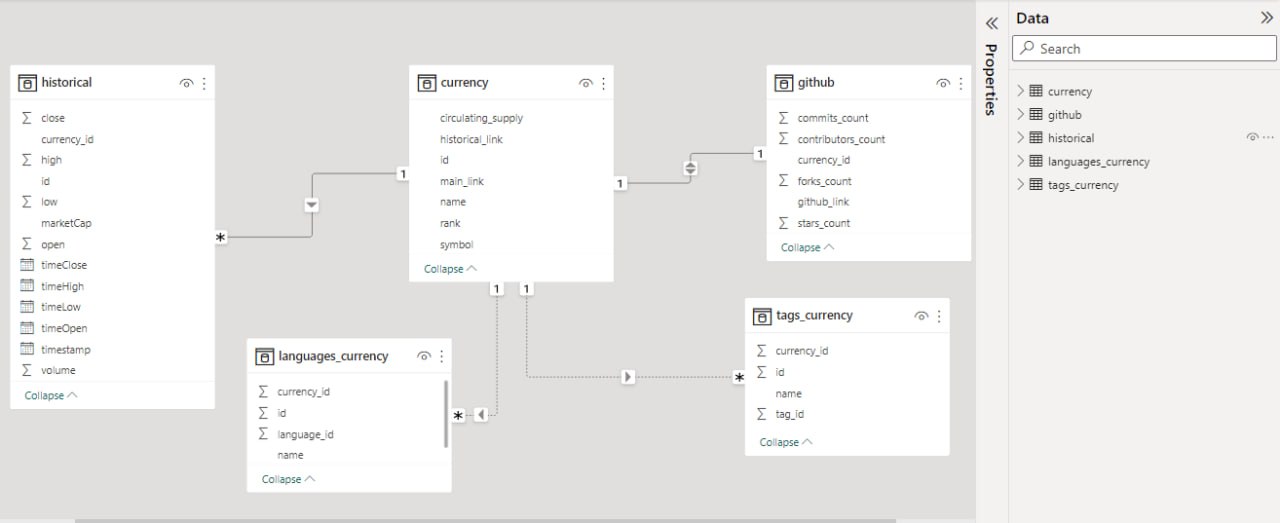 historical
close
currency_id
high
id
low
marketCap
open
timeClose
timeHigh
timeLow
timeOpen
timestamp
volume
Collapse
currency
circulating_supply
historical_link
id
main_link
name
rank
symbol
Collapse
github
commits_count
contributors_count
currency_id
forks_count
github_link
stars_count
Collapse
1
*
1
1
1
1
*
*
languages_currency
currency_id
id
language_id
name
Collapse
tags_currency
currency_id
id
name
tag_id
Collapse
Properties
Data
Search
currency
github
historical
languages_currency
tags_currency